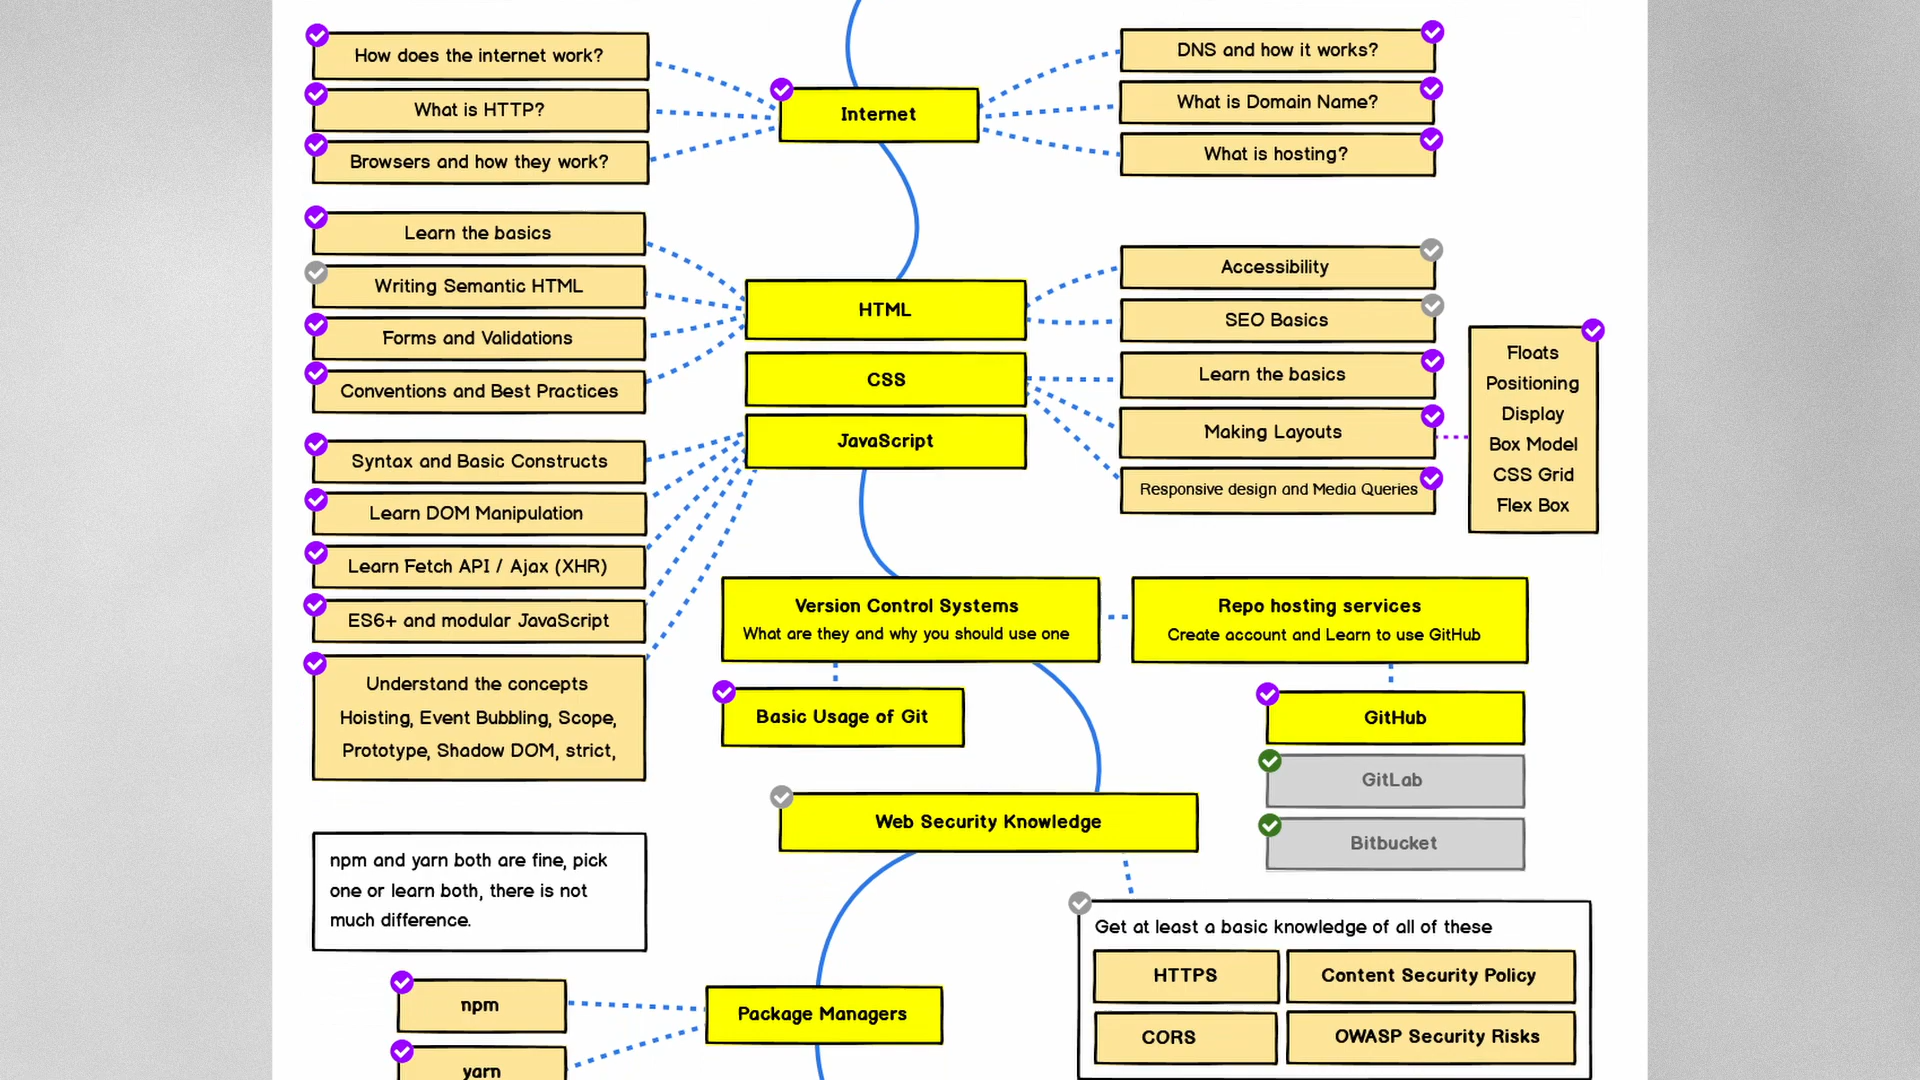 How does the internet work?
What is HTTP?
Browsers and how they work?
Internet
DNS and how it works?
What is Domain Name?
What is hosting?
Learn the basics
Writing Semantic HTML
Forms and Validations
Conventions and Best Practices
HTML
CSS
JavaScript
Accessibility
SEO Basics
Learn the basics
Making Layouts
Responsive design and Media Queries
Floats
Positioning
Display
Box Model
CSS Grid
Flex Box
Syntax and Basic Constructs
Learn DOM Manipulation
Learn Fetch API / Ajax (XHR)
ES6+ and modular JavaScript
Understand the concepts
Hoisting, Event Bubbling, Scope,
Prototype, Shadow DOM, strict,
Version Control Systems
What are they and why you should use one
Repo hosting services
Create account and Learn to use GitHub
Basic Usage of Git
GitHub
GitLab
Bitbucket
Web Security Knowledge
Get at least a basic knowledge of all of these
HTTPS
Content Security Policy
CORS
OWASP Security Risks
npm and yarn both are fine, pick
one or learn both, there is not
much difference.
npm
yarn
Package Managers